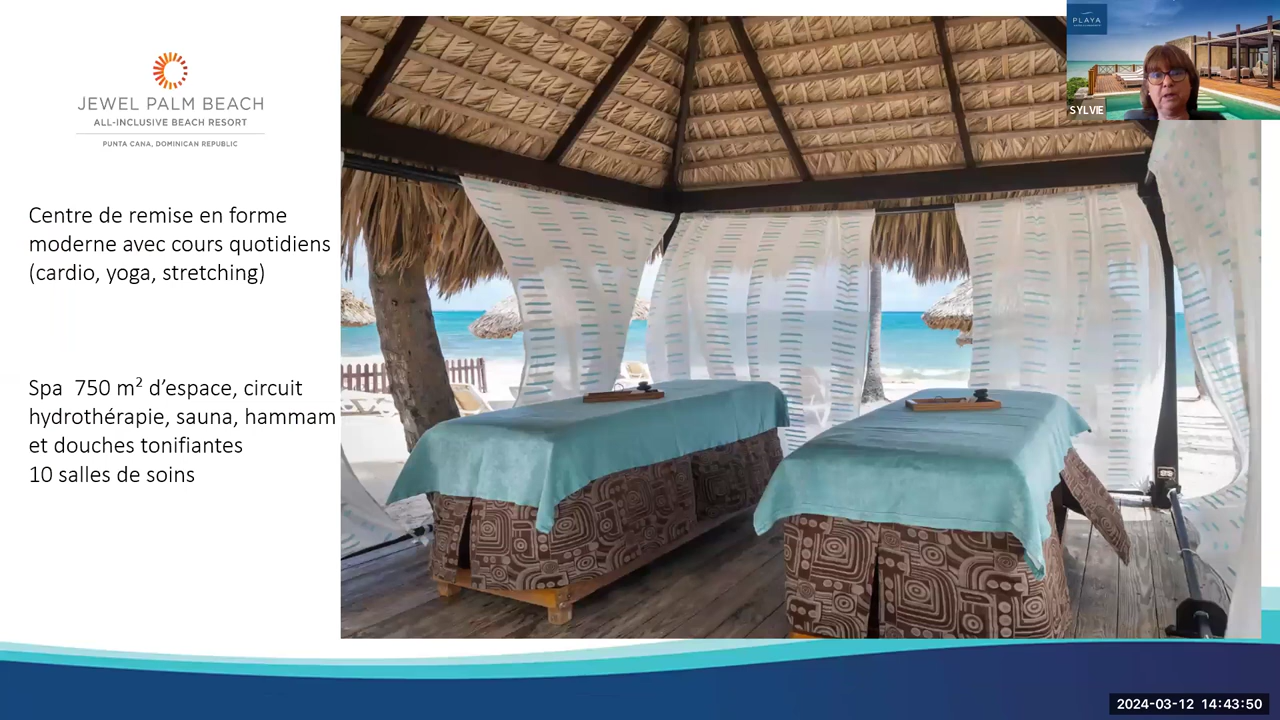 JEWEL PALM BEACH
ALL-INCLUSIVE BEACH RESORT
PUNTA CANA, DOMINICAN REPUBLIC
Centre de remise en forme
moderne avec cours quotidiens
(cardio, yoga, stretching)
Spa 750 m² d’espace, circuit
hydrothérapie, sauna, hammam
et douches tonifiantes
10 salles de soins
PLAYA
SYLVIE
2024-03-12 14:43:50